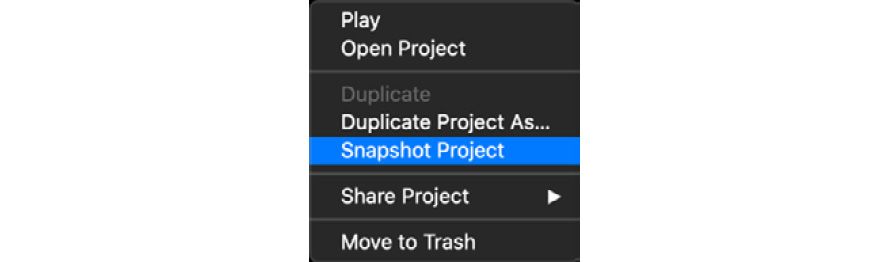 Play
Open Project
Duplicate
Duplicate Project As...
Snapshot Project
Share Project
Move to Trash